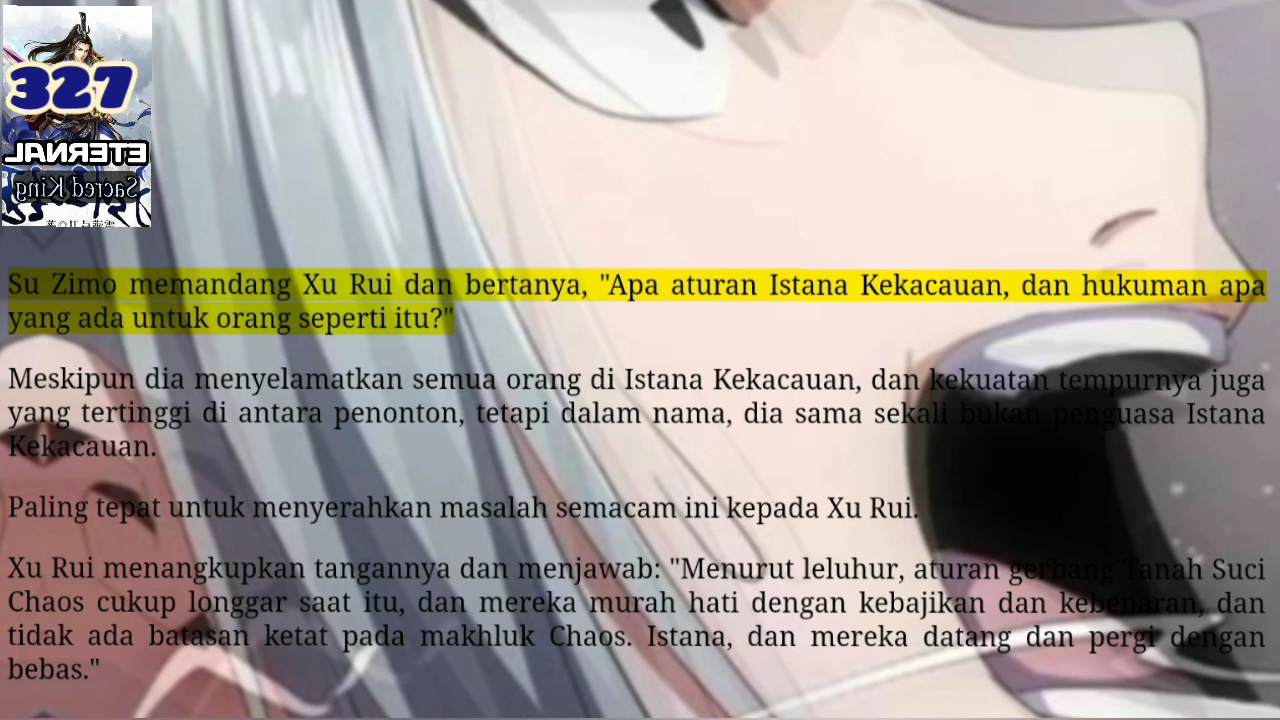 327
ETERNAL
Sacred King
Su Zimo memandang Xu Rui dan bertanya, "Apa aturan Istana Kekacauan, dan hukuman apa
yang ada untuk orang seperti itu?"
Meskipun dia menyelamatkan semua orang di Istana Kekacauan, dan kekuatan tempurnya juga
yang tertinggi di antara penonton, tetapi dalam nama, dia sama sekali bukan penguasa Istana
Kekacauan.
Paling tepat untuk menyerahkan masalah semacam ini kepada Xu Rui.
Xu Rui menangkupkan tangannya dan menjawab: "Menurut leluhur, aturan gerbang Tanah Suci
Chaos cukup longgar saat itu, dan mereka murah hati dengan kebajikan dan kebenaran, dan
tidak ada batasan ketat pada makhluk Chaos. Istana, dan mereka datang dan pergi dengan
bebas."